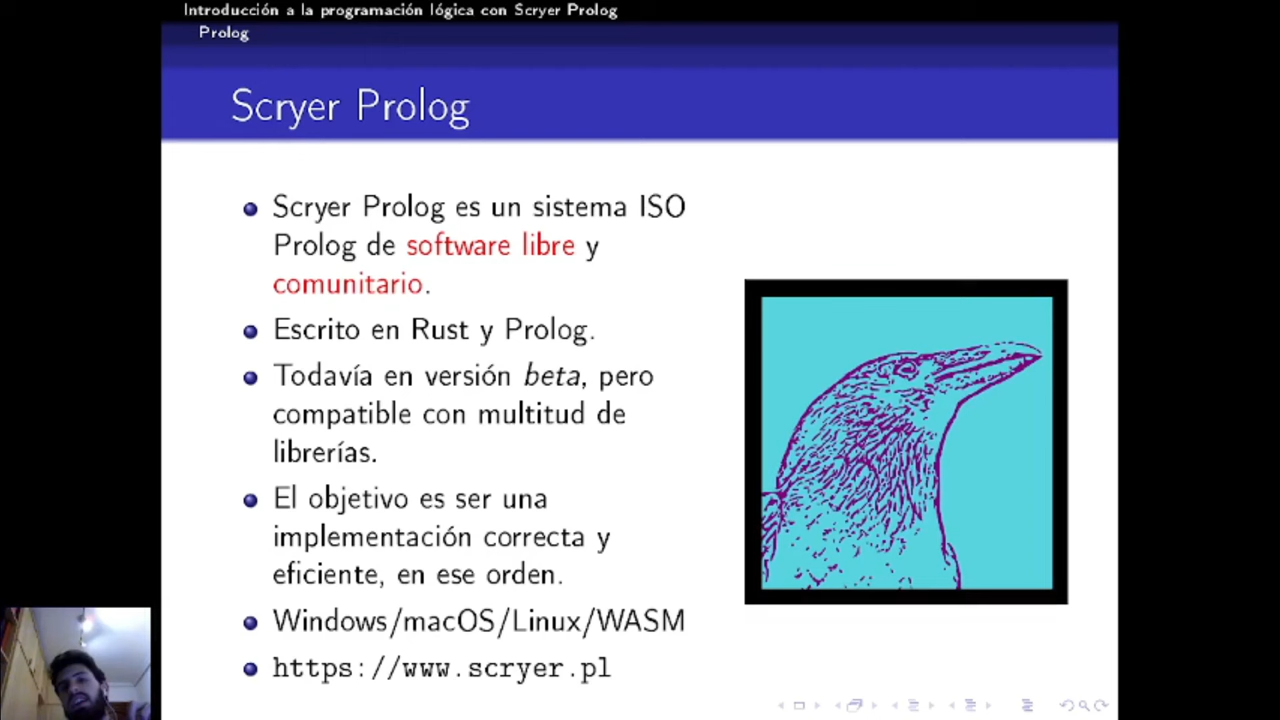 Introducción a la programación lógica con Scryer Prolog
Prolog
Scryer Prolog
Scryer Prolog es un sistema ISO
Prolog de software libre y
comunitario.
Escrito en Rust y Prolog.
Todavía en versión beta, pero
compatible con multitud de
librerías.
El objetivo es ser una
implementación correcta y
eficiente, en ese orden.
Windows/macOS/Linux/WASM
https://www.scryer.pl